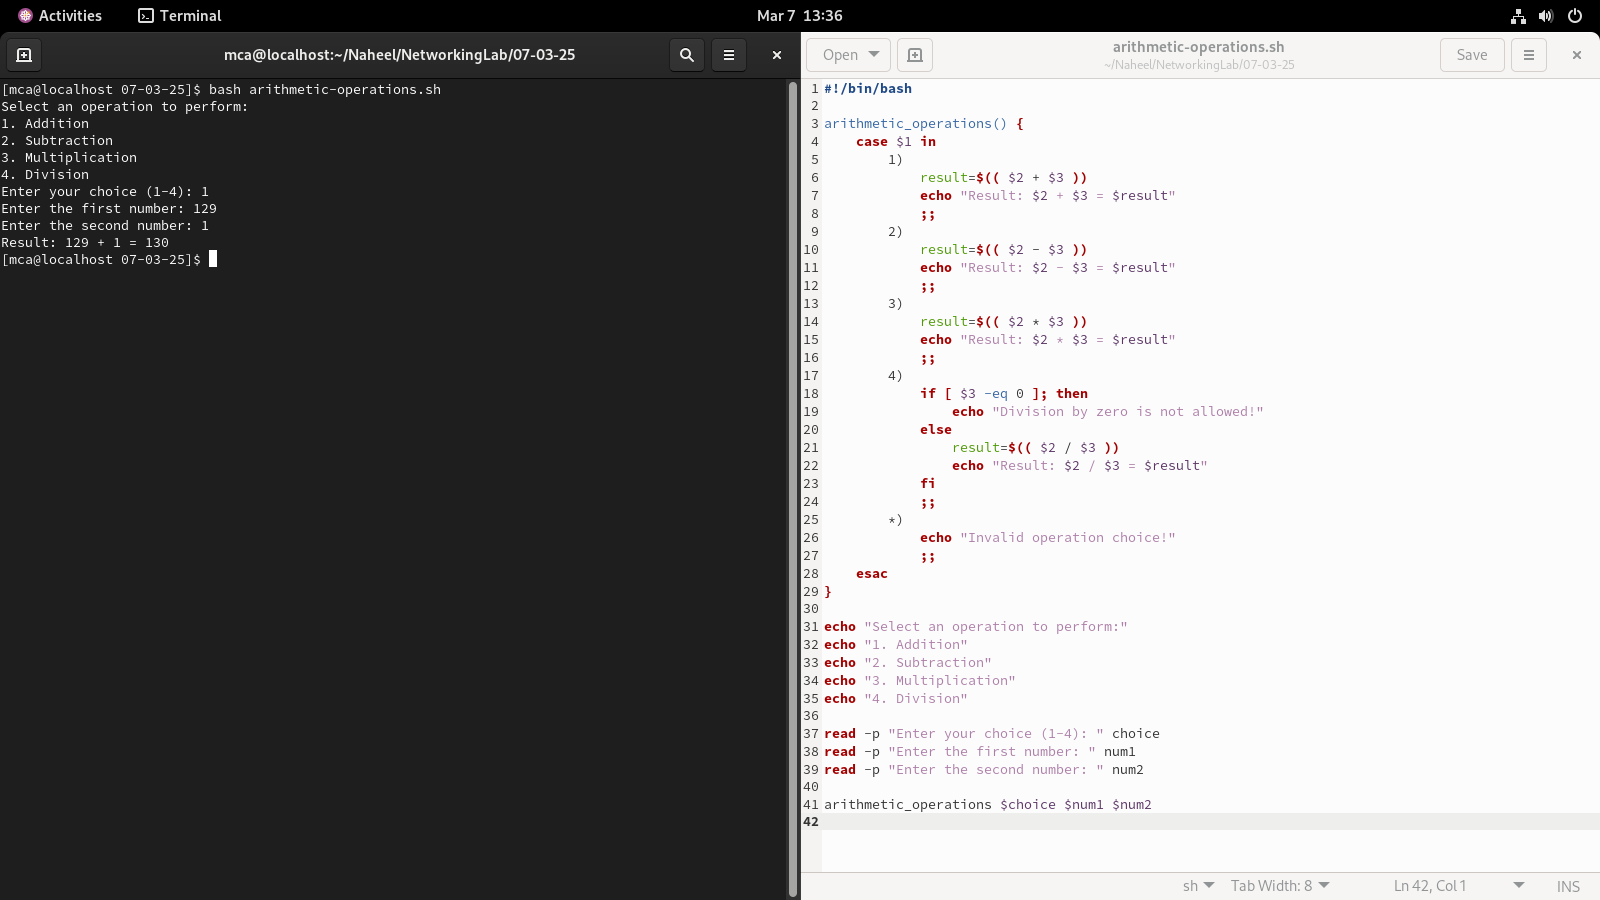 Activities
Terminal
Mar 7  13:36
mca@localhost:~/Naheel/NetworkingLab/07-03-25
[mca@localhost 07-03-25]$ bash arithmetic-operations.sh
Select an operation to perform:
1. Addition
2. Subtraction
3. Multiplication
4. Division
Enter your choice (1-4): 1
Enter the first number: 129
Enter the second number: 1
Result: 129 + 1 = 130
[mca@localhost 07-03-25]$
Open
arithmetic-operations.sh
~/Naheel/NetworkingLab/07-03-25
Save
1 #!/bin/bash
2
3 arithmetic_operations() {
4     case $1 in
5         1)
6             result=$(( $2 + $3 ))
7             echo "Result: $2 + $3 = $result"
8             ;;
9         2)
10             result=$(( $2 - $3 ))
11             echo "Result: $2 - $3 = $result"
12             ;;
13         3)
14             result=$(( $2 * $3 ))
15             echo "Result: $2 * $3 = $result"
16             ;;
17         4)
18             if [ $3 -eq 0 ]; then
19                 echo "Division by zero is not allowed!"
20             else
21                 result=$(( $2 / $3 ))
22                 echo "Result: $2 / $3 = $result"
23             fi
24             ;;
25         *)
26             echo "Invalid operation choice!"
27             ;;
28     esac
29 }
30
31 echo "Select an operation to perform:"
32 echo "1. Addition"
33 echo "2. Subtraction"
34 echo "3. Multiplication"
35 echo "4. Division"
36
37 read -p "Enter your choice (1-4): " choice
38 read -p "Enter the first number: " num1
39 read -p "Enter the second number: " num2
40
41 arithmetic_operations $choice $num1 $num2
42
sh
Tab Width: 8
Ln 42, Col 1
INS